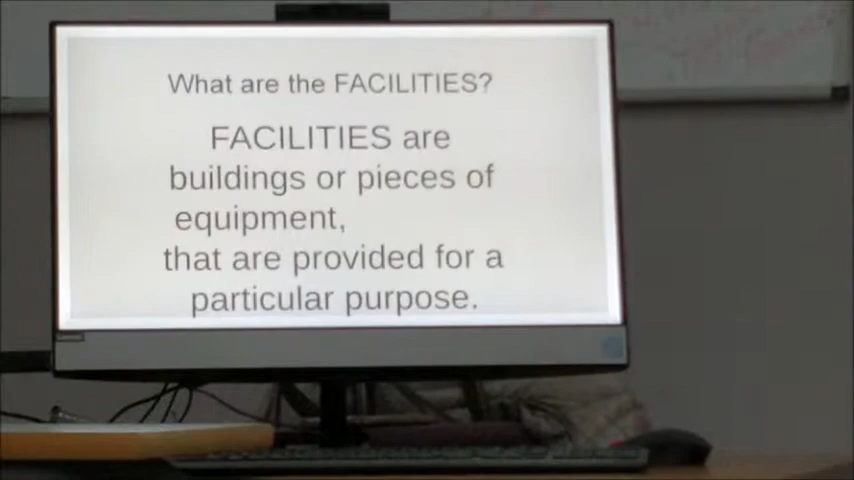 What are the FACILITIES?
FACILITIES are
buildings or pieces of
equipment,
that are provided for a
particular purpose.